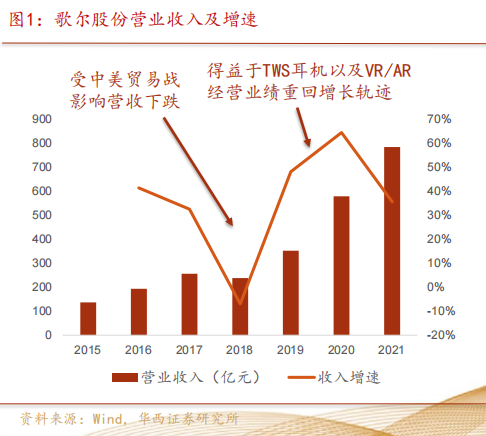 图1：歌尔股份营业收入及增速
受中美贸易战
影响营收下跌
得益于TWS耳机以及VR/AR
经营业绩重回增长轨迹
900
800
700
600
500
400
300
200
100
0
70%
60%
50%
40%
30%
20%
10%
0%
-10%
-20%
2015 2016 2017 2018 2019 2020 2021
营业收入（亿元） 收入增速
资料来源：Wind，华西证券研究所